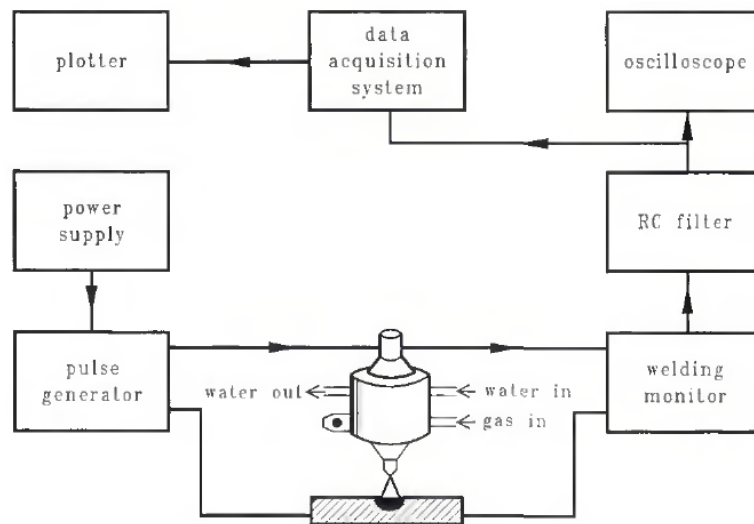 plotter
data
acquisition
system
oscilloscope
power
supply
RC filter
pulse
generator
water out
water in
gas in
welding
monitor